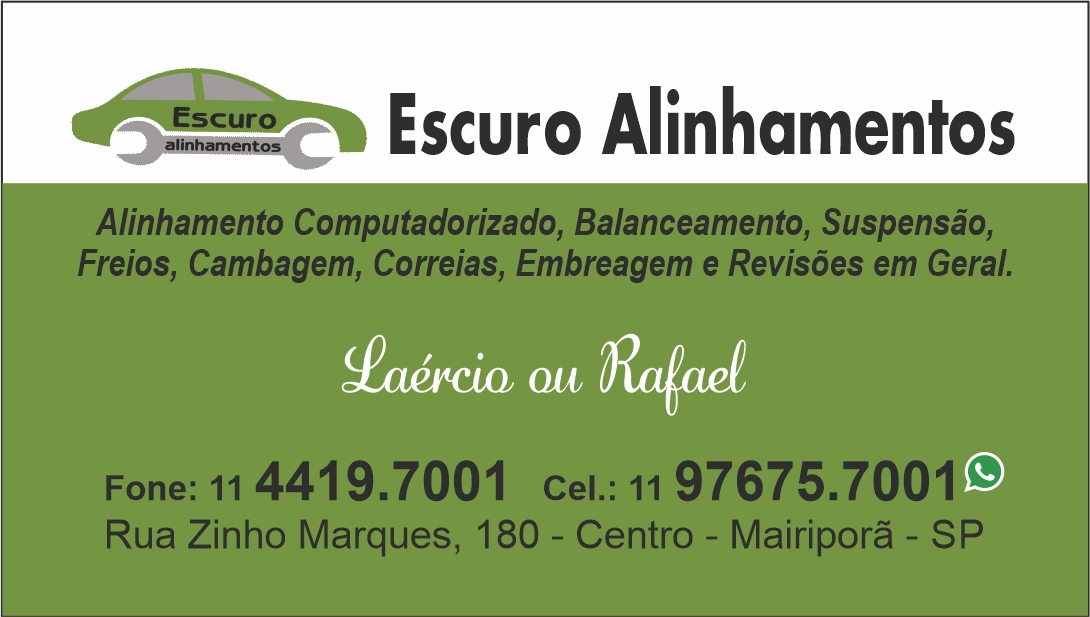 Escuro
alinhamentos
Escuro Alinhamentos
Alinhamento Computadorizado, Balanceamento, Suspensão,
Freios, Cambagem, Correias, Embreagem e Revisões em Geral.
Laércio ou Rafael
Fone: 11 4419.7001 Cel.: 11 97675.7001
Rua Zinho Marques, 180 - Centro - Mairiporã - SP